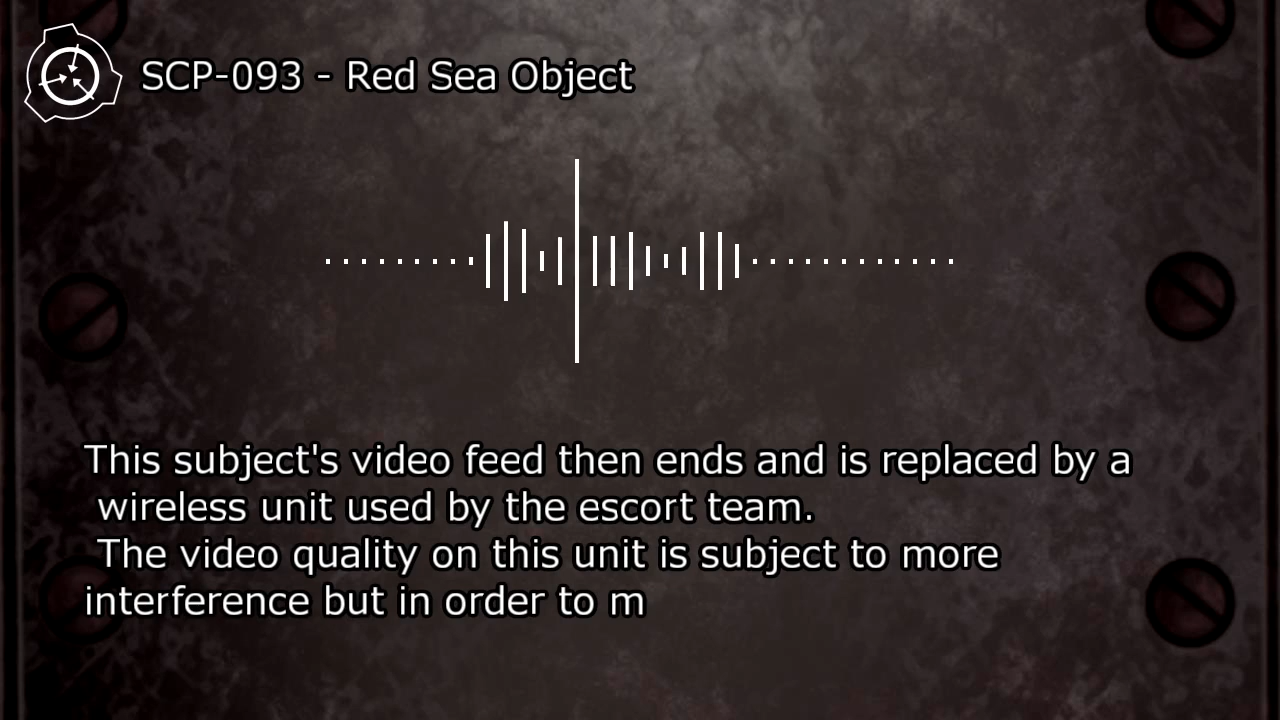 SCP-093 - Red Sea Object
This subject's video feed then ends and is replaced by a
wireless unit used by the escort team.
The video quality on this unit is subject to more
interference but in order to m